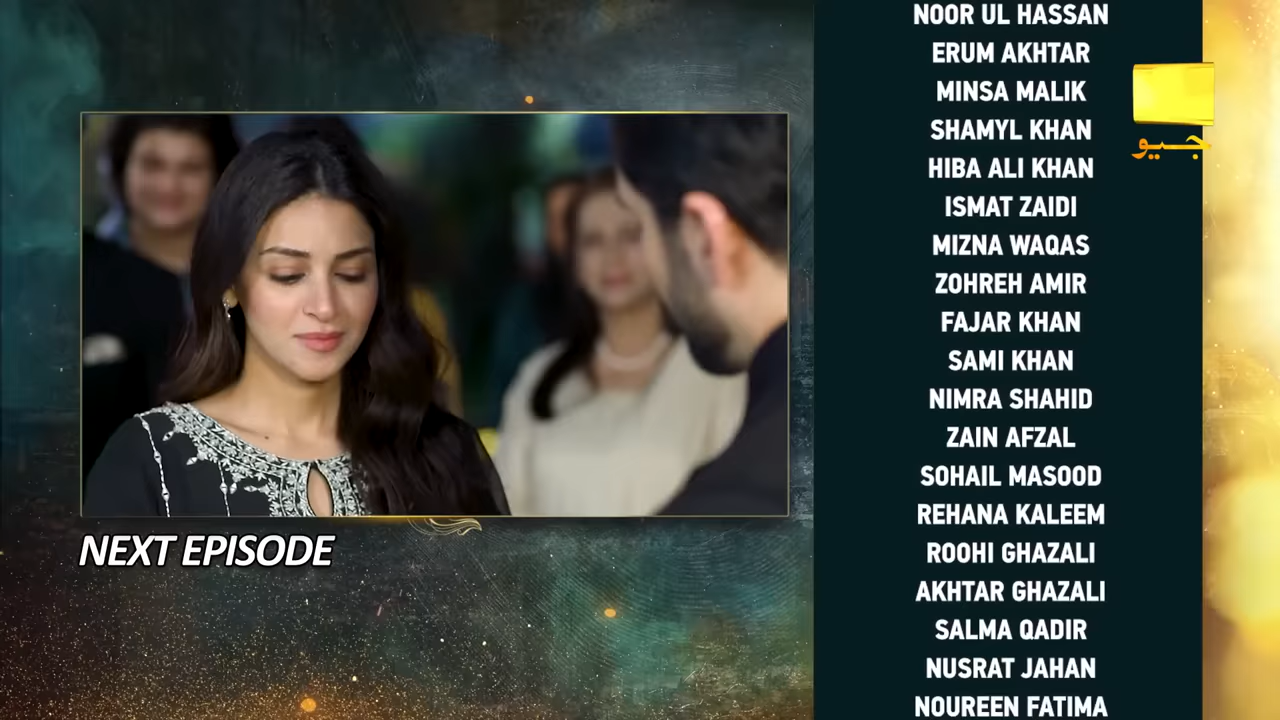 NOOR UL HASSAN
ERUM AKHTAR
MINSA MALIK
SHAMYL KHAN
HIBA ALI KHAN
ISMAT ZAIDI
MIZNA WAQAS
ZOHREH AMIR
FAJAR KHAN
SAMI KHAN
NIMRA SHAHID
ZAIN AFZAL
SOHAIL MASOOD
REHANA KALEEM
ROOHI GHAZALI
AKHTAR GHAZALI
SALMA QADIR
NUSRAT JAHAN
NOUREEN FATIMA
جیو
NEXT EPISODE